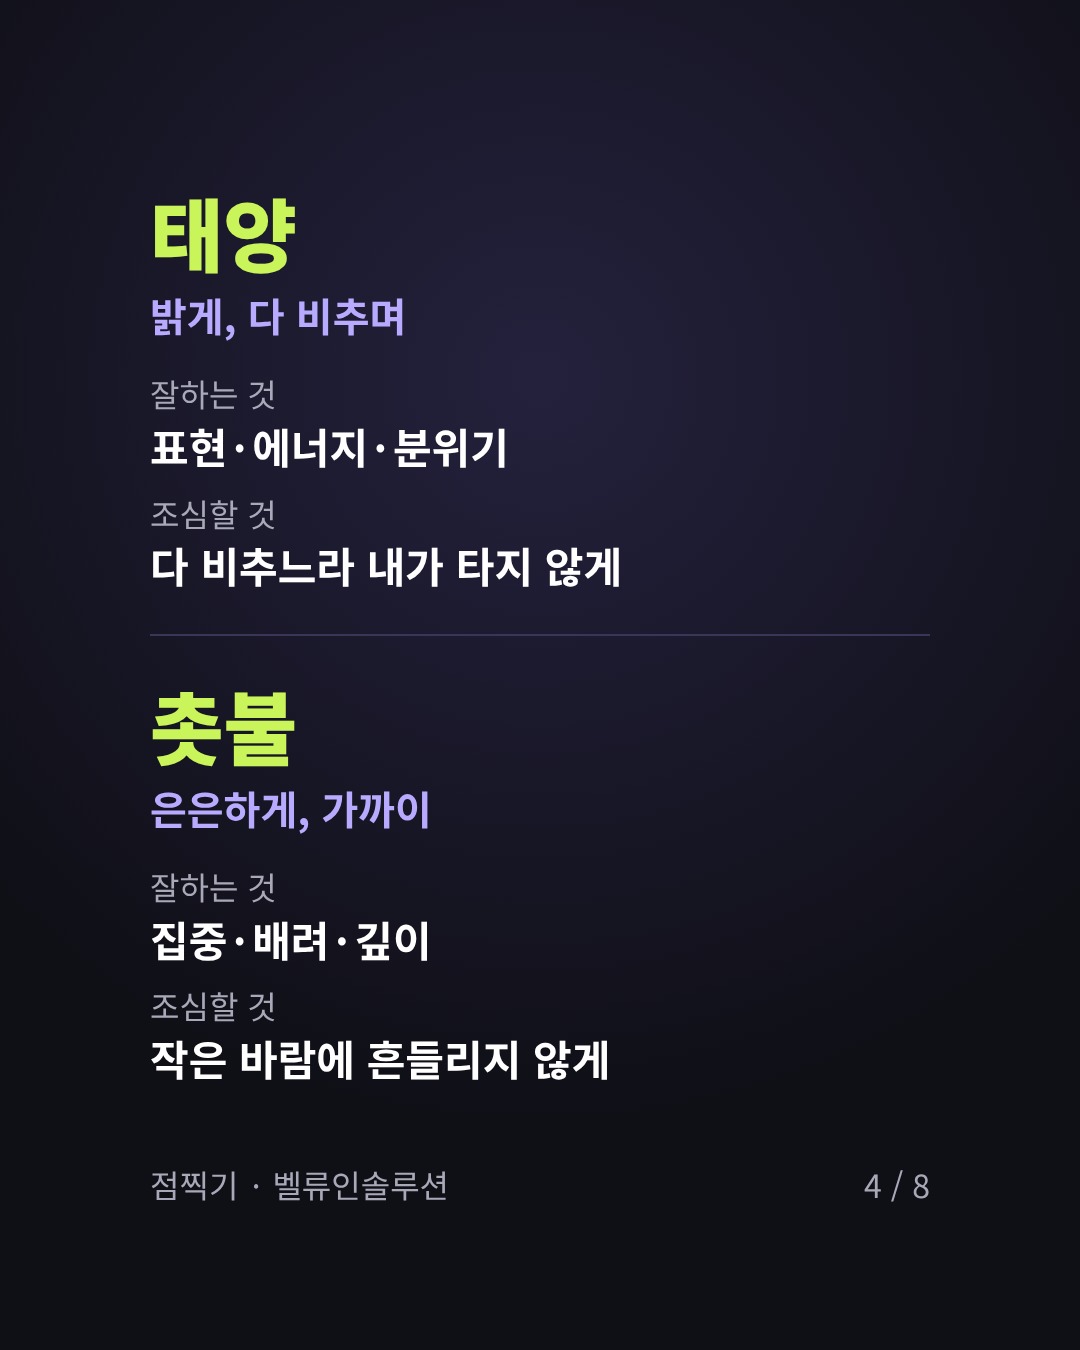 태양
밝게, 다 비추며
잘하는 것
표현·에너지·분위기
조심할 것
다 비추느라 내가 타지 않게
촛불
은은하게, 가까이
잘하는 것
집중·배려·깊이
조심할 것
작은 바람에 흔들리지 않게
점찍기 · 벨류인솔루션
4 / 8